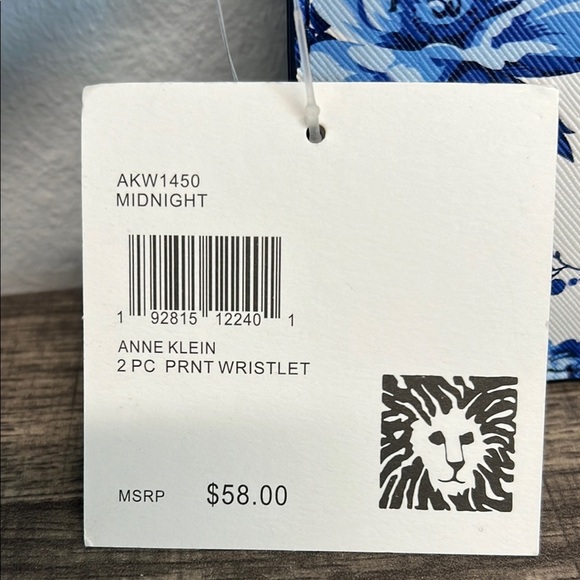 AKW1450
MIDNIGHT
1 92815 12240 1
ANNE KLEIN
2 PC PRNT WRISTLET
MSRP $58.00